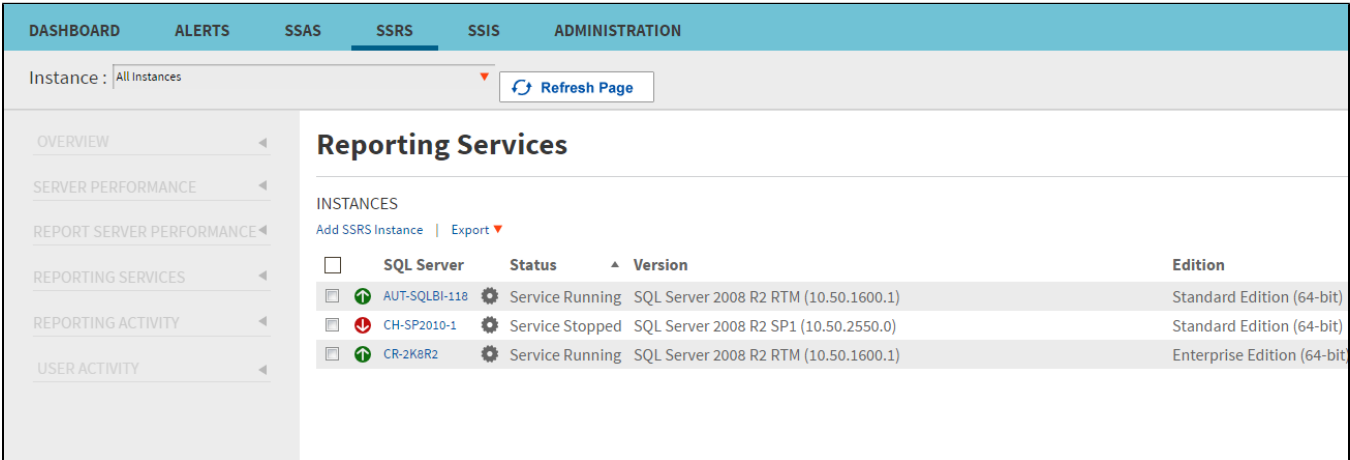 DASHBOARD ALERTS SSAS SSRS SSIS ADMINISTRATION
Instance : All Instances Refresh Page
OVERVIEW
SERVER PERFORMANCE
REPORT SERVER PERFORMANCE
REPORTING SERVICES
REPORTING ACTIVITY
USER ACTIVITY
Reporting Services
INSTANCES
Add SSRS Instance | Export
SQL Server Status Version Edition
AUT-SQLBI-118 Service Running SQL Server 2008 R2 RTM (10.50.1600.1) Standard Edition (64-bit)
CH-SP2010-1 Service Stopped SQL Server 2008 R2 SP1 (10.50.2550.0) Standard Edition (64-bit)
CR-2K8R2 Service Running SQL Server 2008 R2 RTM (10.50.1600.1) Enterprise Edition (64-bit)